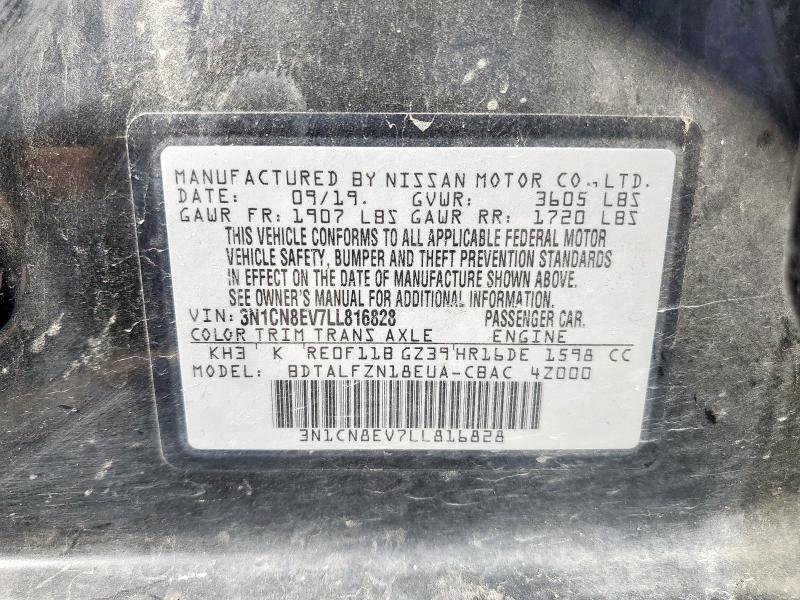 MANUFACTURED BY NISSAN MOTOR CO., LTD.
DATE: 09/19. GVWR: 3605 LBS
GAWR FR: 1907 LBS GAWR RR: 1720 LBS
THIS VEHICLE CONFORMS TO ALL APPLICABLE FEDERAL MOTOR
VEHICLE SAFETY, BUMPER AND THEFT PREVENTION STANDARDS
IN EFFECT ON THE DATE OF MANUFACTURE SHOWN ABOVE.
SEE OWNER'S MANUAL FOR ADDITIONAL INFORMATION.
VIN: 3N1CN8EV7LL816828 PASSENGER CAR.
COLOR TRIM TRANS AXLE ENGINE
KH3 K RE0F11B GZ39 HR16DE 1598 CC
MODEL: BDTALFZN18EUA-CBAC 4Z000
3N1CN8EV7LL816828